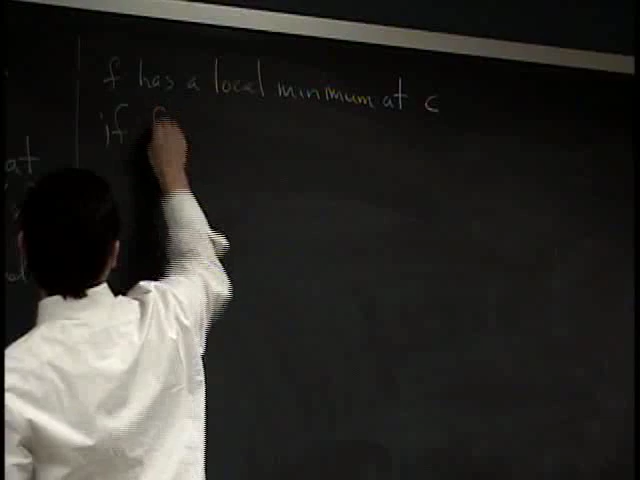 f has a local minimum at c
if f
at